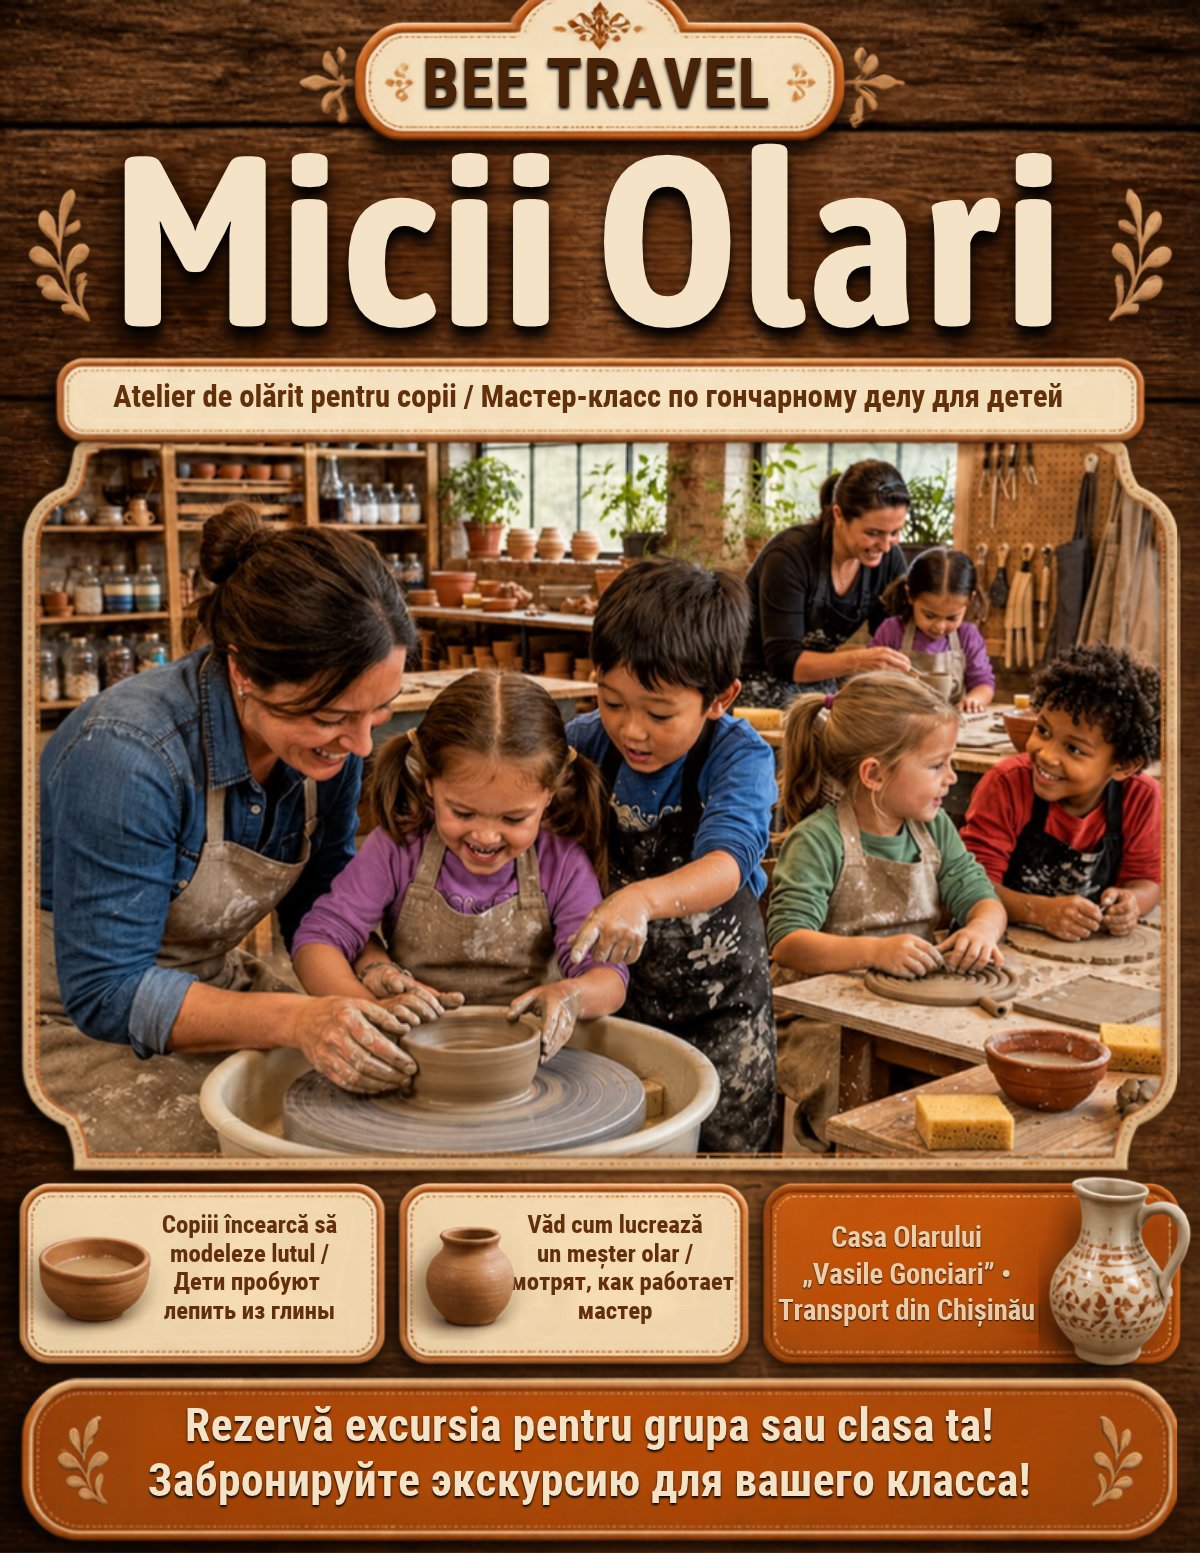 BEE TRAVEL
Micii Olari
Atelier de olărit pentru copii / Мастер-класс по гончарному делу для детей
Copiii încearcă să
modeleze lutul /
Дети пробуют
лепить из глины
Văd cum lucrează
un meșter olar /
мотрят, как работает
мастер
Casa Olarului
„Vasile Gonciari” •
Transport din Chișinău
Rezervă excursia pentru grupa sau clasa ta!
Забронируйте экскурсию для вашего класса!